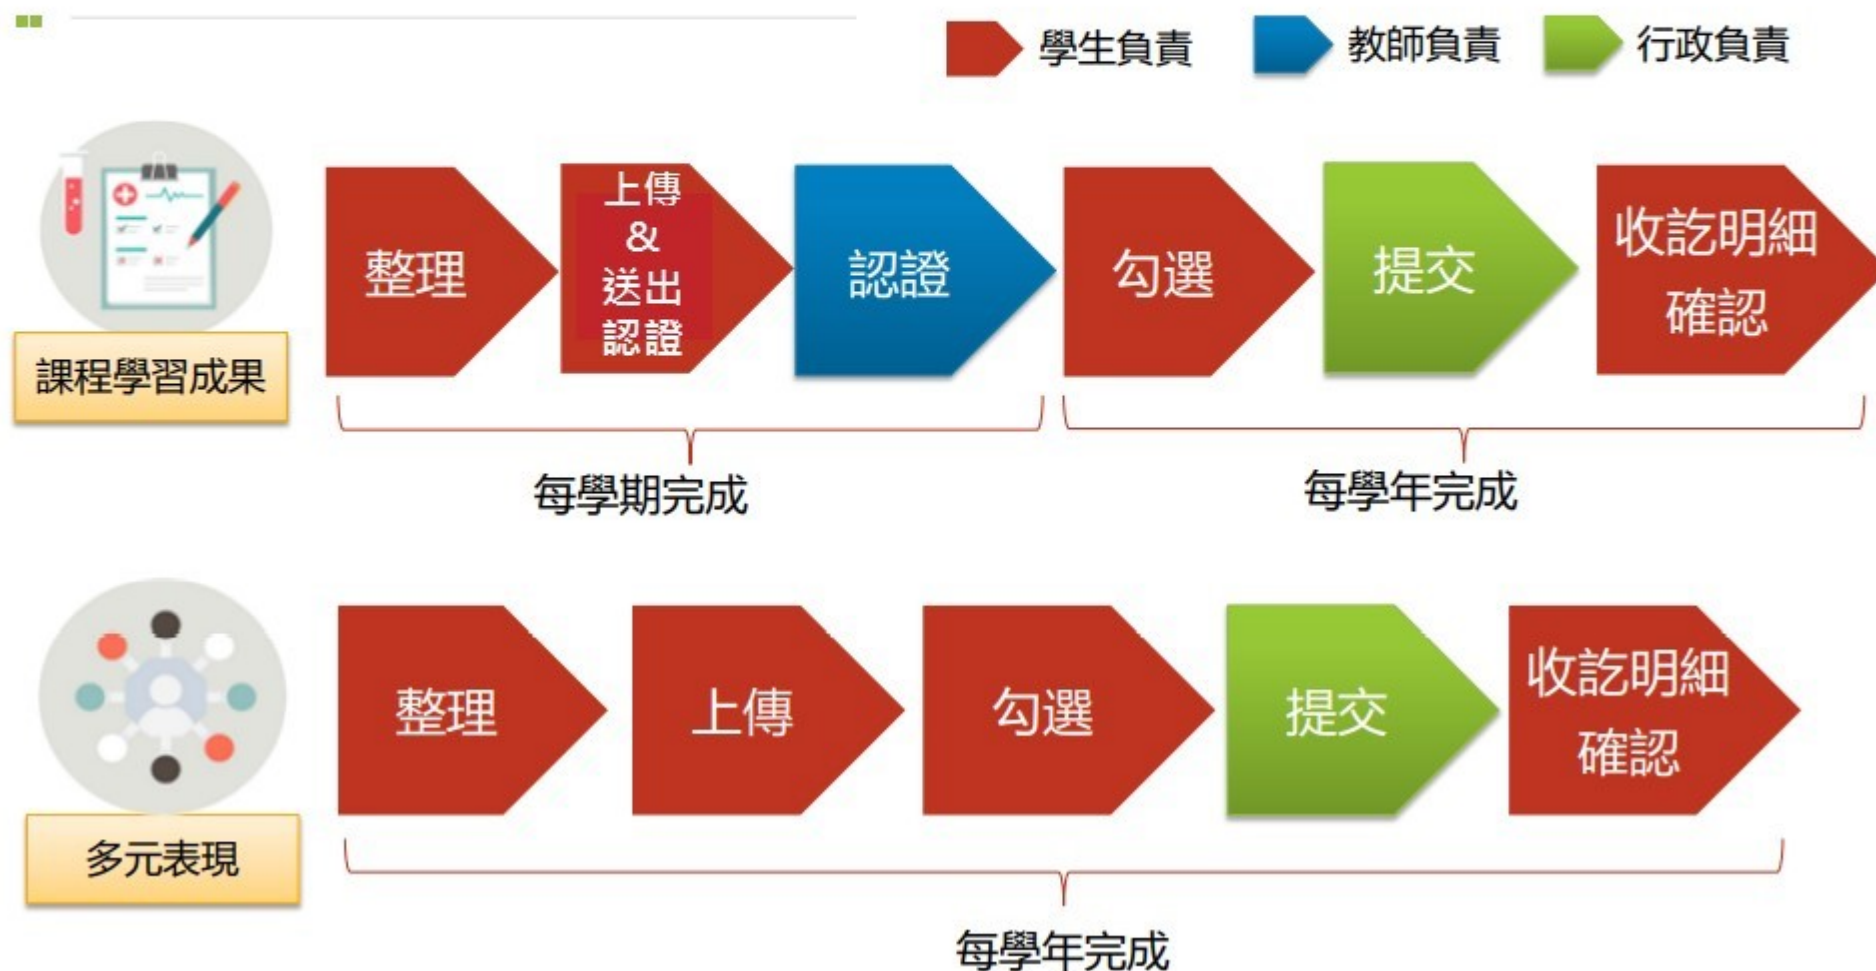 學生負責
教師負責
行政負責
整理
上傳
&
送出
認證
認證
勾選
提交
收訖明細
確認
課程學習成果
每學期完成
每學年完成
整理
上傳
勾選
提交
收訖明細
確認
多元表現
每學年完成